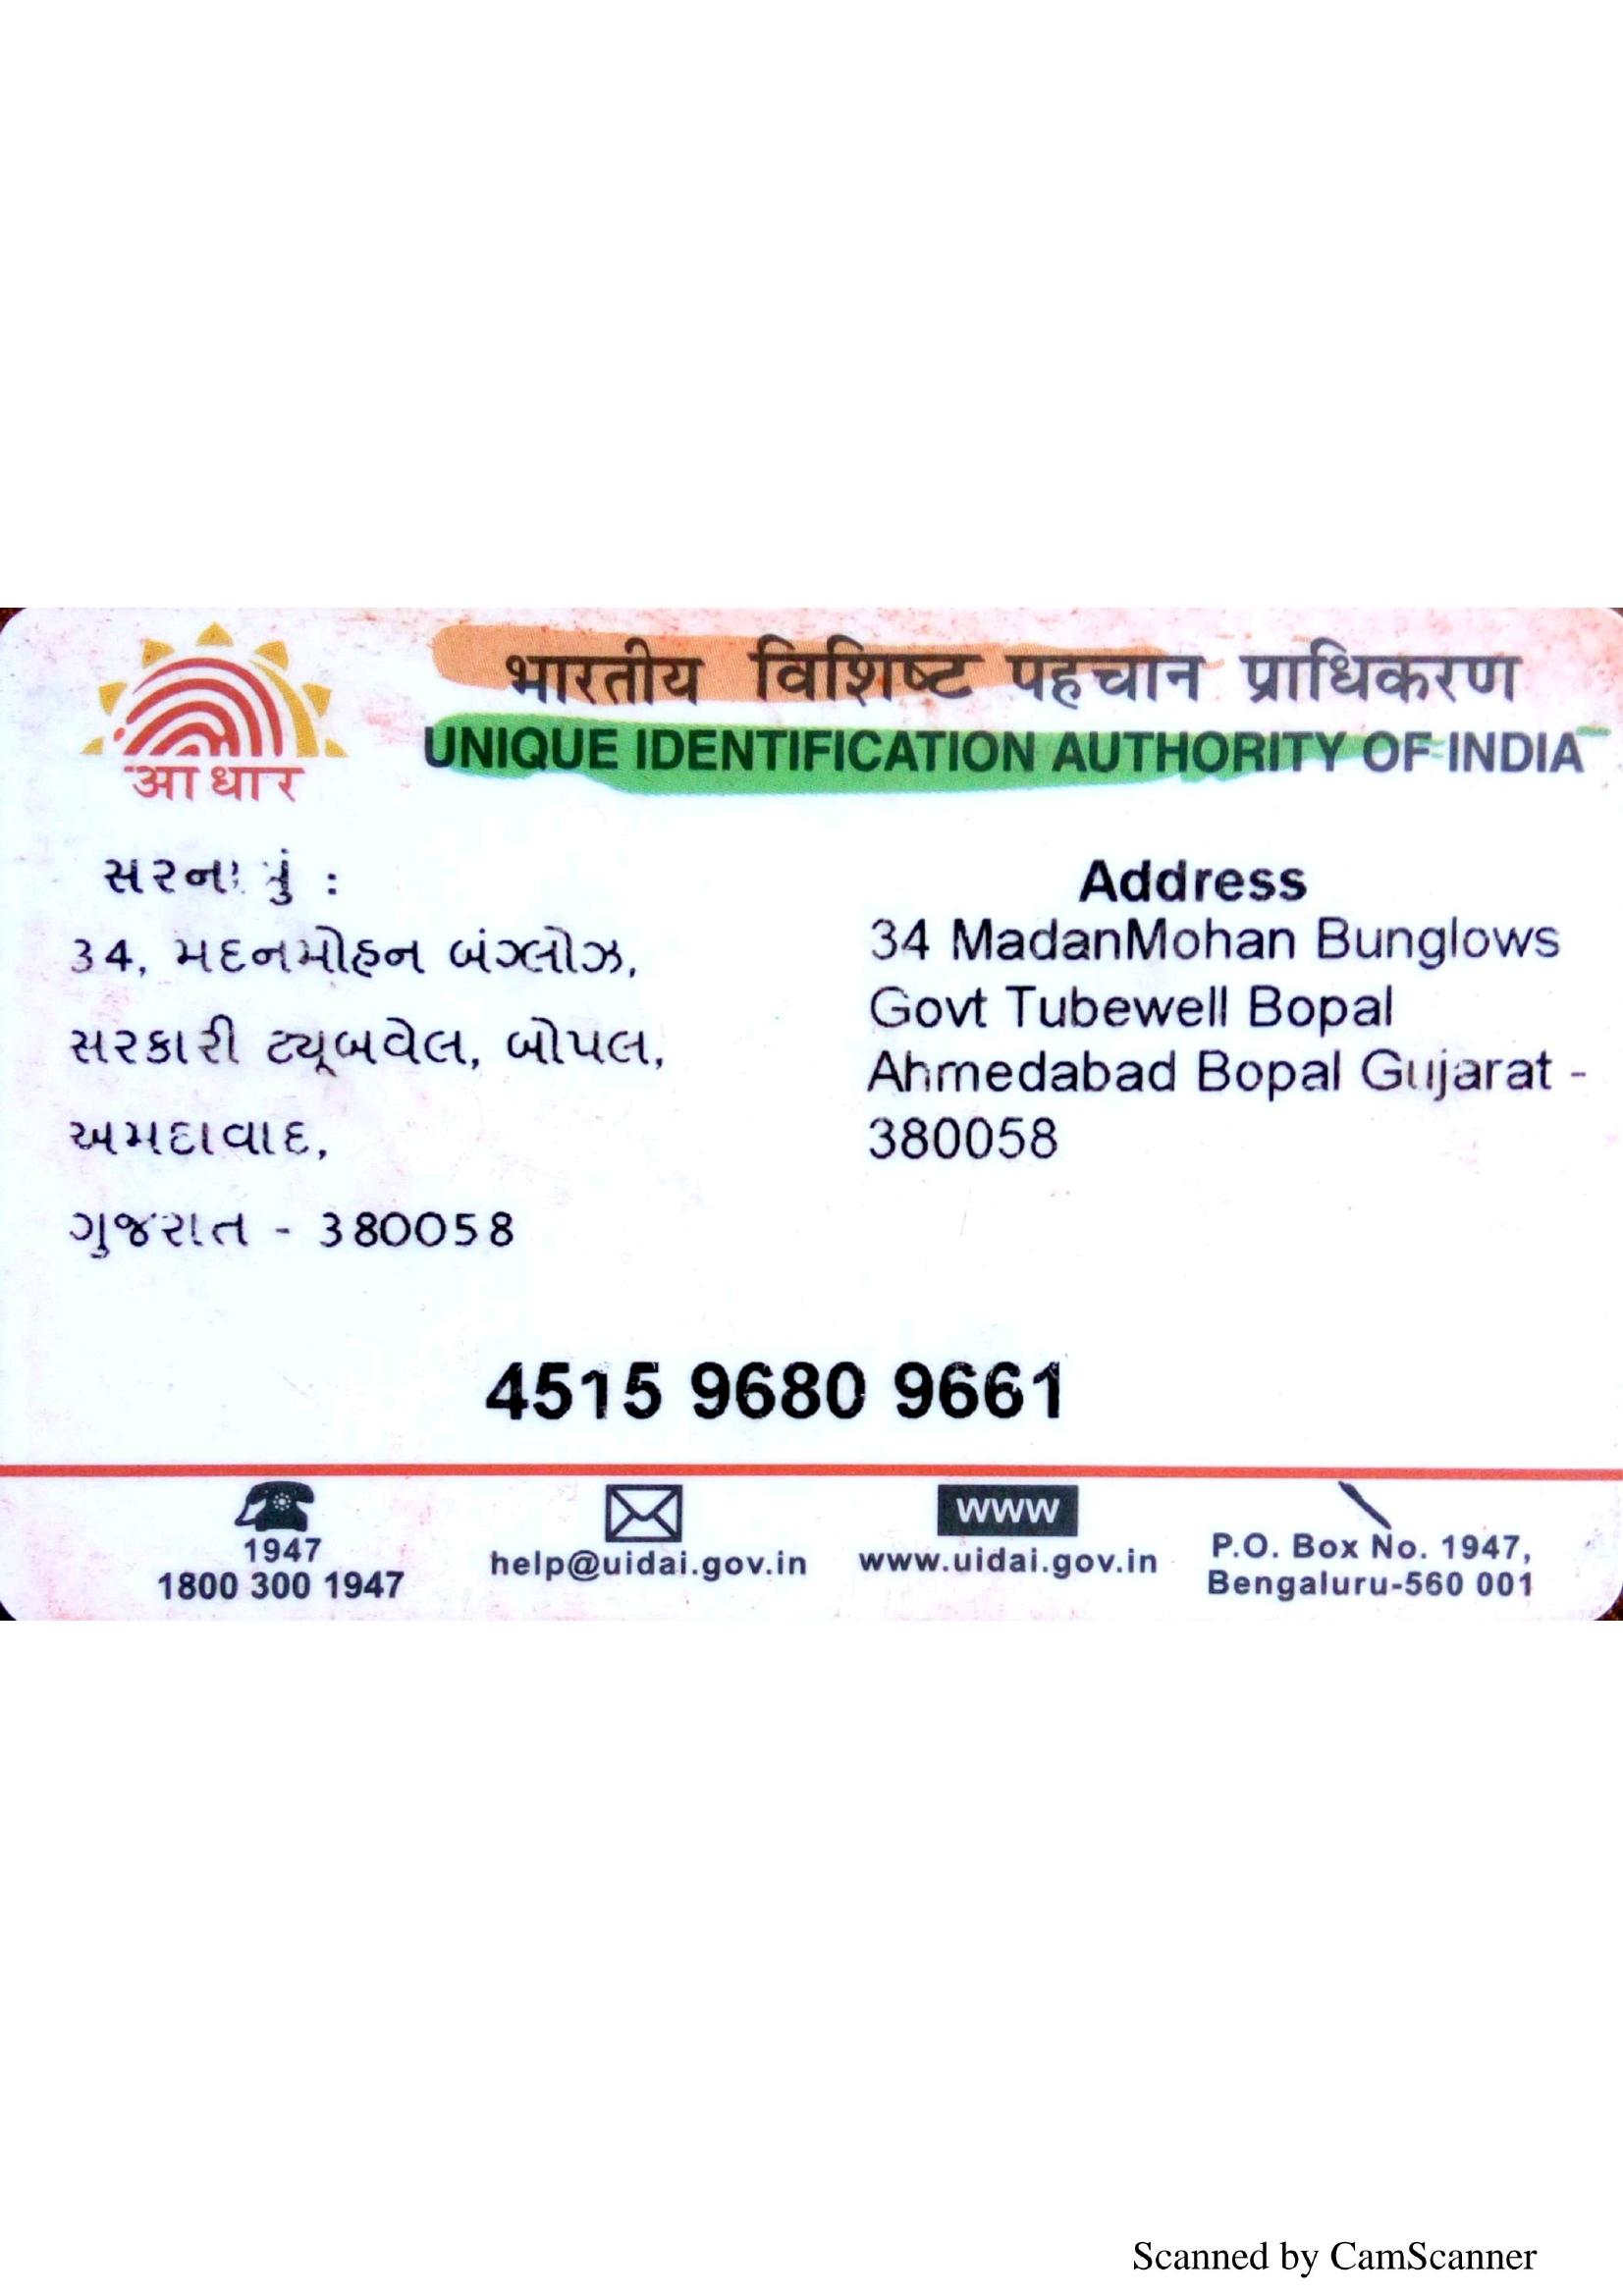 भारतीय विशिष्ट पहचान प्राधिकरण
UNIQUE IDENTIFICATION AUTHORITY OF INDIA
आधार
સરનામું :
34, મદનમોહન બંગ્લોઝ,
સરકારી ટ્યૂબવેલ, બોપલ,
અમદાવાદ,
ગુજરાત - 380058
Address
34 MadanMohan Bunglows
Govt Tubewell Bopal
Ahmedabad Bopal Gujarat -
380058
4515 9680 9661
1947
1800 300 1947
help@uidai.gov.in
www
www.uidai.gov.in
P.O. Box No. 1947,
Bengaluru-560 001
Scanned by CamScanner